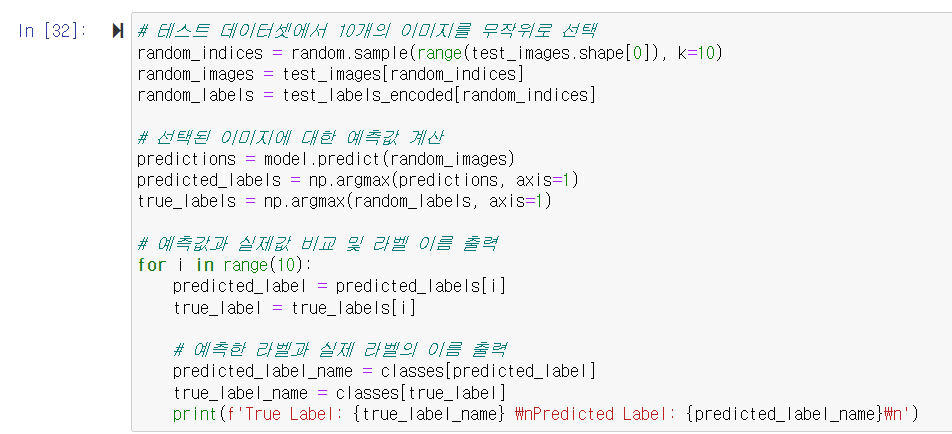 In [32]:
# 테스트 데이터셋에서 10개의 이미지를 무작위로 선택
random_indices = random.sample(range(test_images.shape[0]), k=10)
random_images = test_images[random_indices]
random_labels = test_labels_encoded[random_indices]
# 선택된 이미지에 대한 예측값 계산
predictions = model.predict(random_images)
predicted_labels = np.argmax(predictions, axis=1)
true_labels = np.argmax(random_labels, axis=1)
# 예측값과 실제값 비교 및 라벨 이름 출력
for i in range(10):
    predicted_label = predicted_labels[i]
    true_label = true_labels[i]
    # 예측한 라벨과 실제 라벨의 이름 출력
    predicted_label_name = classes[predicted_label]
    true_label_name = classes[true_label]
    print(f'True Label: {true_label_name} ₩nPredicted Label: {predicted_label_name}₩n')